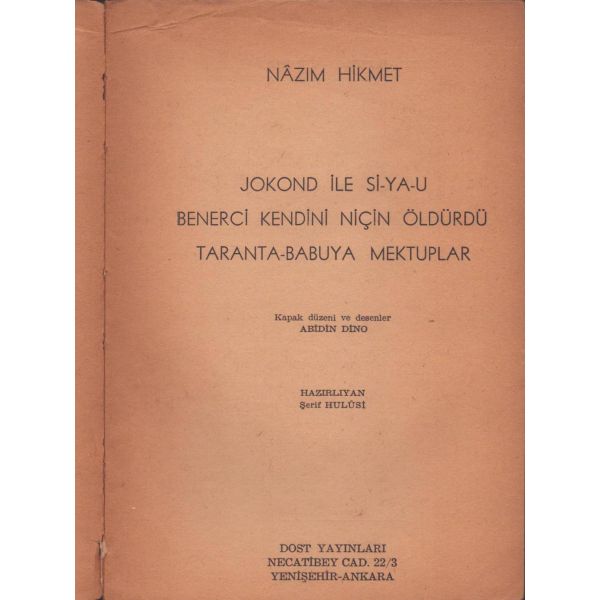 NÂZIM HİKMET
JOKOND İLE Sİ-YA-U
BENERCİ KENDİNİ NİÇİN ÖLDÜRDÜ
TARANTA-BABUYA MEKTUPLAR
Kapak düzeni ve desenler
ABİDİN DİNO
HAZIRLIYAN
Şerif HULÛSİ
DOST YAYINLARI
NECATİBEY CAD. 22/3
YENİŞEHİR-ANKARA